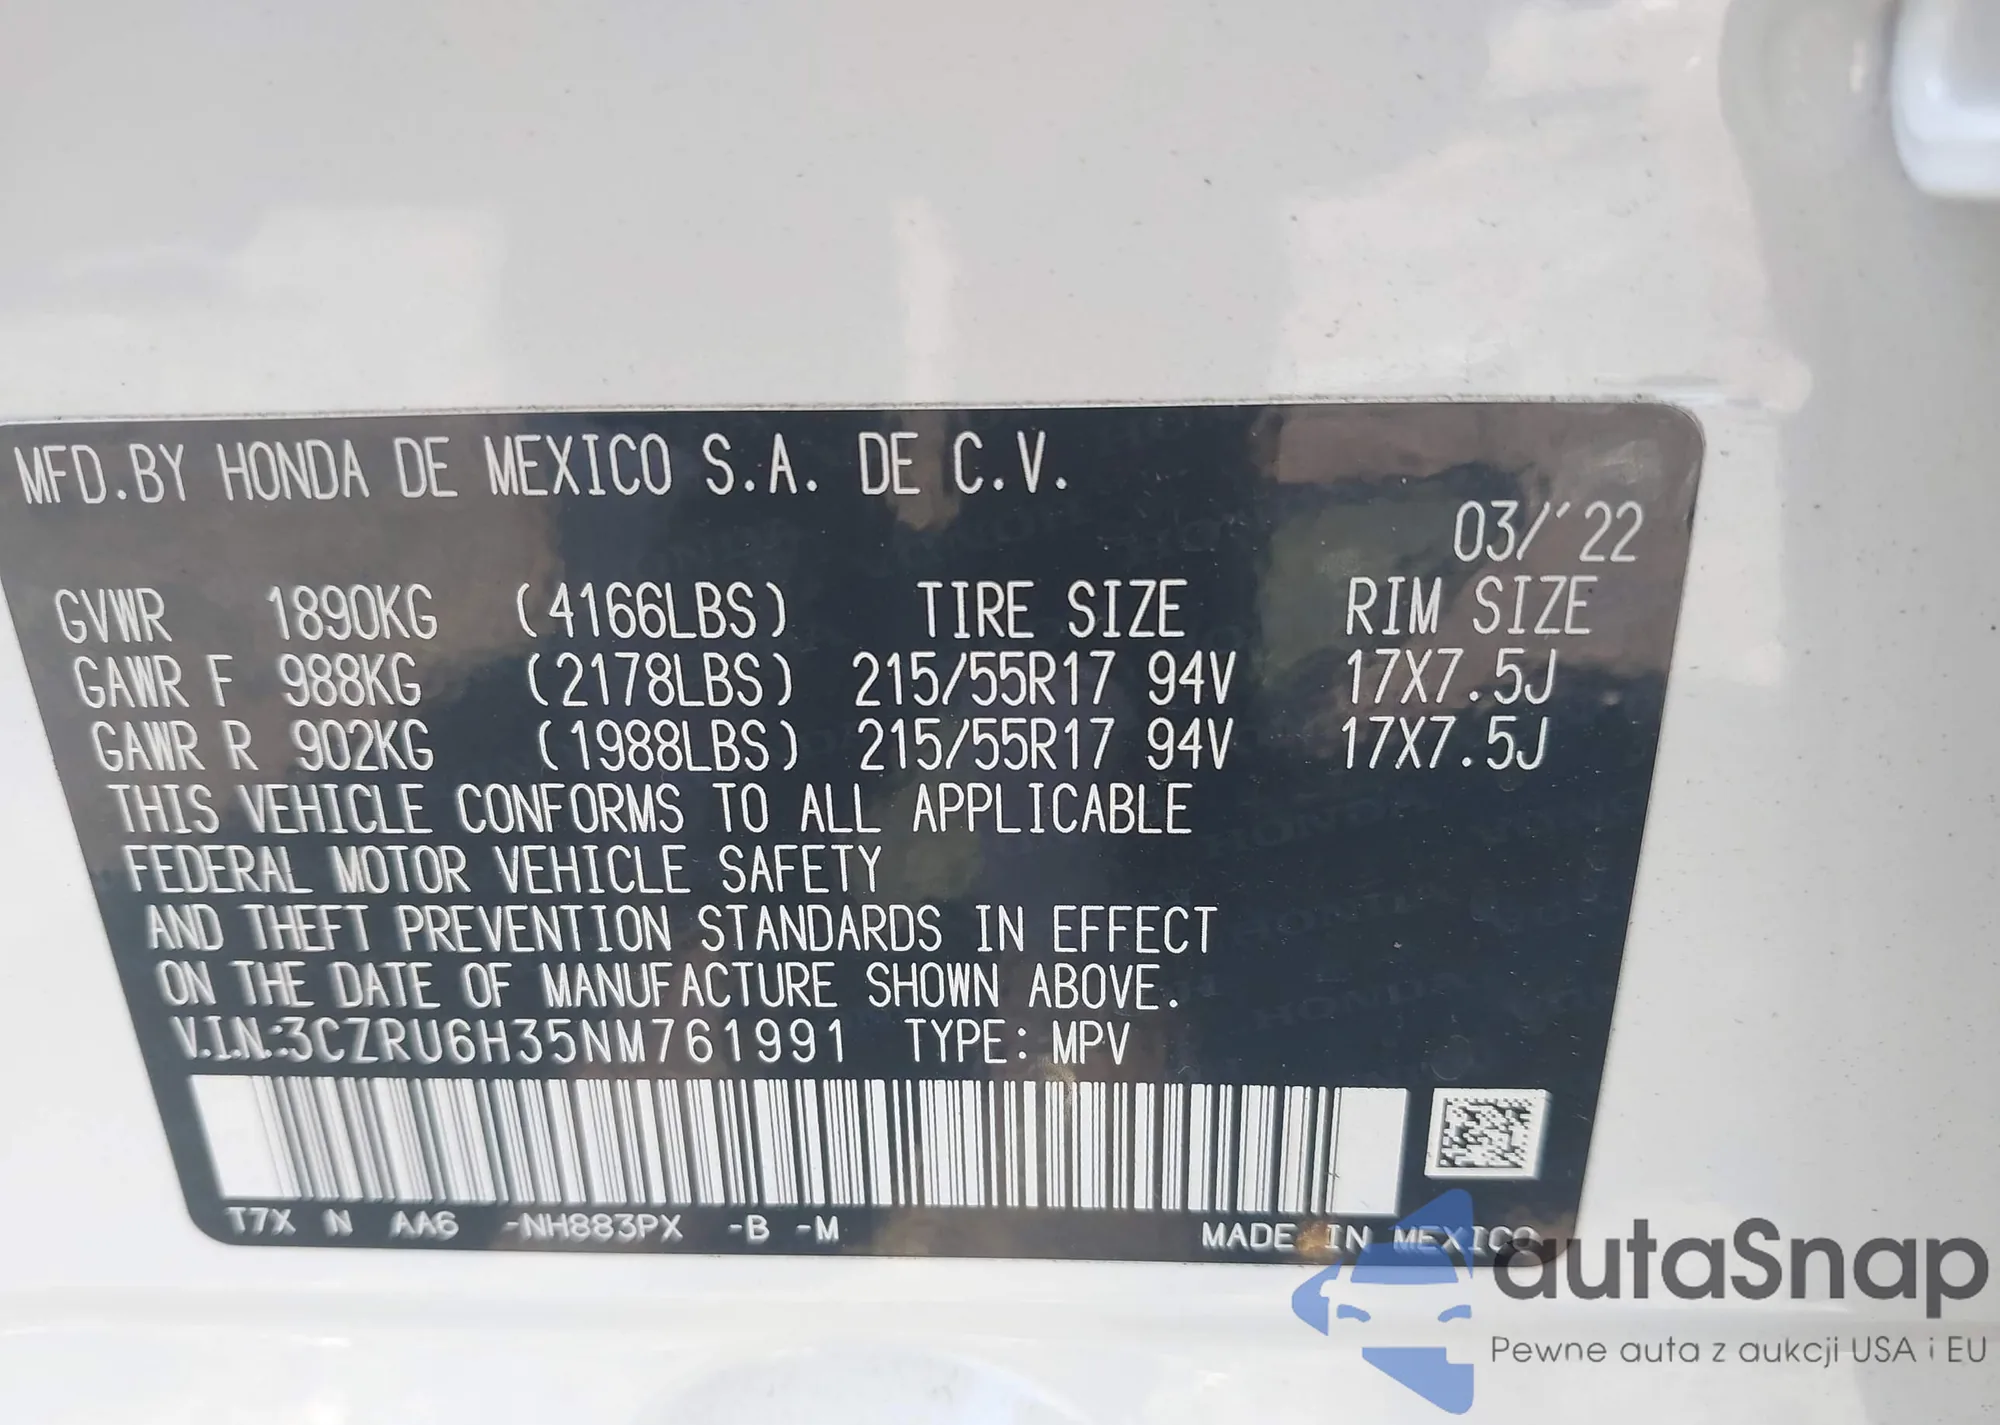 MFD.BY HONDA DE MEXICO S.A. DE C.V.
03/'22
GVWR 1890KG (4166LBS) TIRE SIZE RIM SIZE
GAWR F 988KG (2178LBS) 215/55R17 94V 17X7.5J
GAWR R 902KG (1988LBS) 215/55R17 94V 17X7.5J
THIS VEHICLE CONFORMS TO ALL APPLICABLE
FEDERAL MOTOR VEHICLE SAFETY
AND THEFT PREVENTION STANDARDS IN EFFECT
ON THE DATE OF MANUFACTURE SHOWN ABOVE.
V.I.N.:3CZRU6H35NM761991 TYPE: MPV
T7X N AA6 -NH883PX -B -M MADE IN MEXICO
autaSnap
Pewne auta z aukcji USA i EU